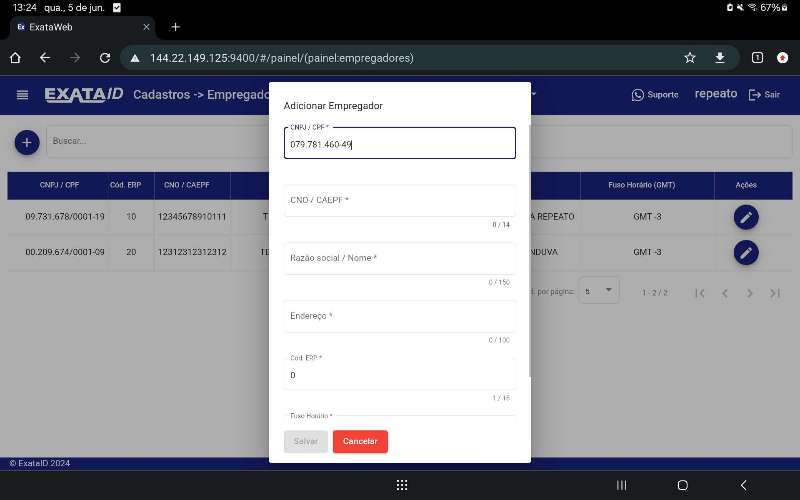 13:24 qua., 5 de jun.
67%
Ex ExataWeb
144.22.149.125:9400/#/painel/(painel:empregadores)
1
EXATAID Cadastros -> Empregado
Suporte
repeato
Sair
Buscar...
CNPJ / CPF Cód. ERP CNO / CAEPF Fuso Horário (GMT) Ações
09.731.678/0001-19 10 12345678910111 T A REPEATO GMT -3
00.209.674/0001-09 20 12312312312312 TE NDUVA GMT -3
por página: 5 1 - 2 / 2
Adicionar Empregador
CNPJ / CPF *
079.781.460-49
CNO / CAEPF *
0 / 14
Razão social / Nome *
0 / 150
Endereço *
0 / 100
Cód. ERP *
0
1 / 16
Fuso Horário *
Salvar Cancelar
© ExataID 2024